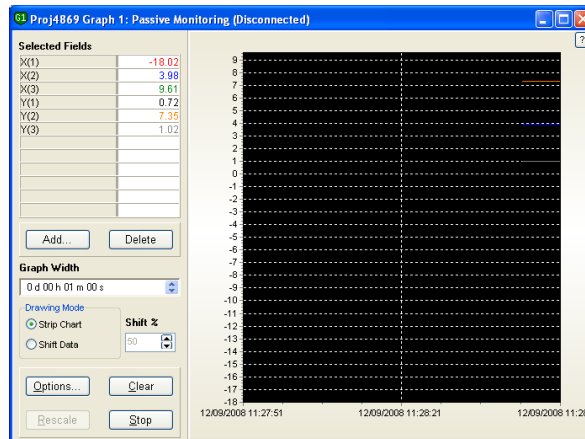 G1 Proj4869 Graph 1: Passive Monitoring (Disconnected)
?
Selected Fields
X(1) -18.02
X(2) 3.98
X(3) 9.61
Y(1) 0.72
Y(2) 7.35
Y(3) 1.02
Add... Delete
Graph Width
0 d 00 h 01 m 00 s
Drawing Mode
Strip Chart
Shift Data
Shift %
50
Options... Clear
Rescale Stop
9
8
7
6
5
4
3
2
1
0
-1
-2
-3
-4
-5
-6
-7
-8
-9
-10
-11
-12
-13
-14
-15
-16
-17
-18
12/09/2008 11:27:51 12/09/2008 11:28:21 12/09/2008 11:28